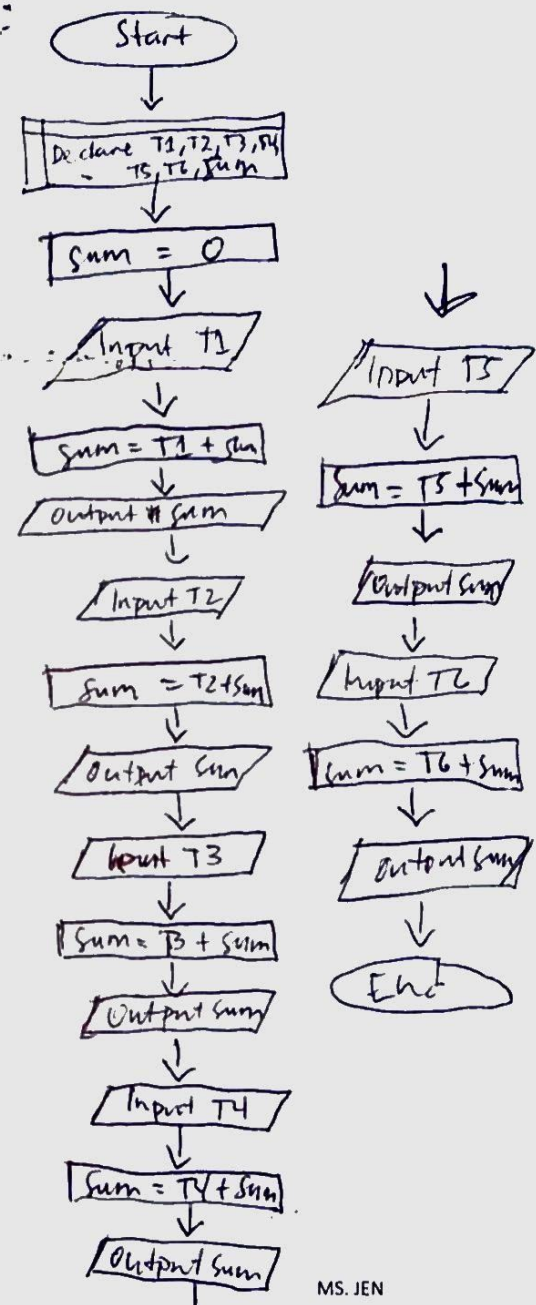 Start
Declare T1, T2, T3, T4
T5, T6, Sum
Sum = 0
Input T1
Sum = T1 + Sum
Output Sum
Input T2
Sum = T2 + Sum
Output Sum
Input T3
Sum = T3 + Sum
Output Sum
Input T4
Sum = T4 + Sum
Output Sum
Input T5
Sum = T5 + Sum
Output Sum
Input T6
Sum = T6 + Sum
Output Sum
End
MS. JEN